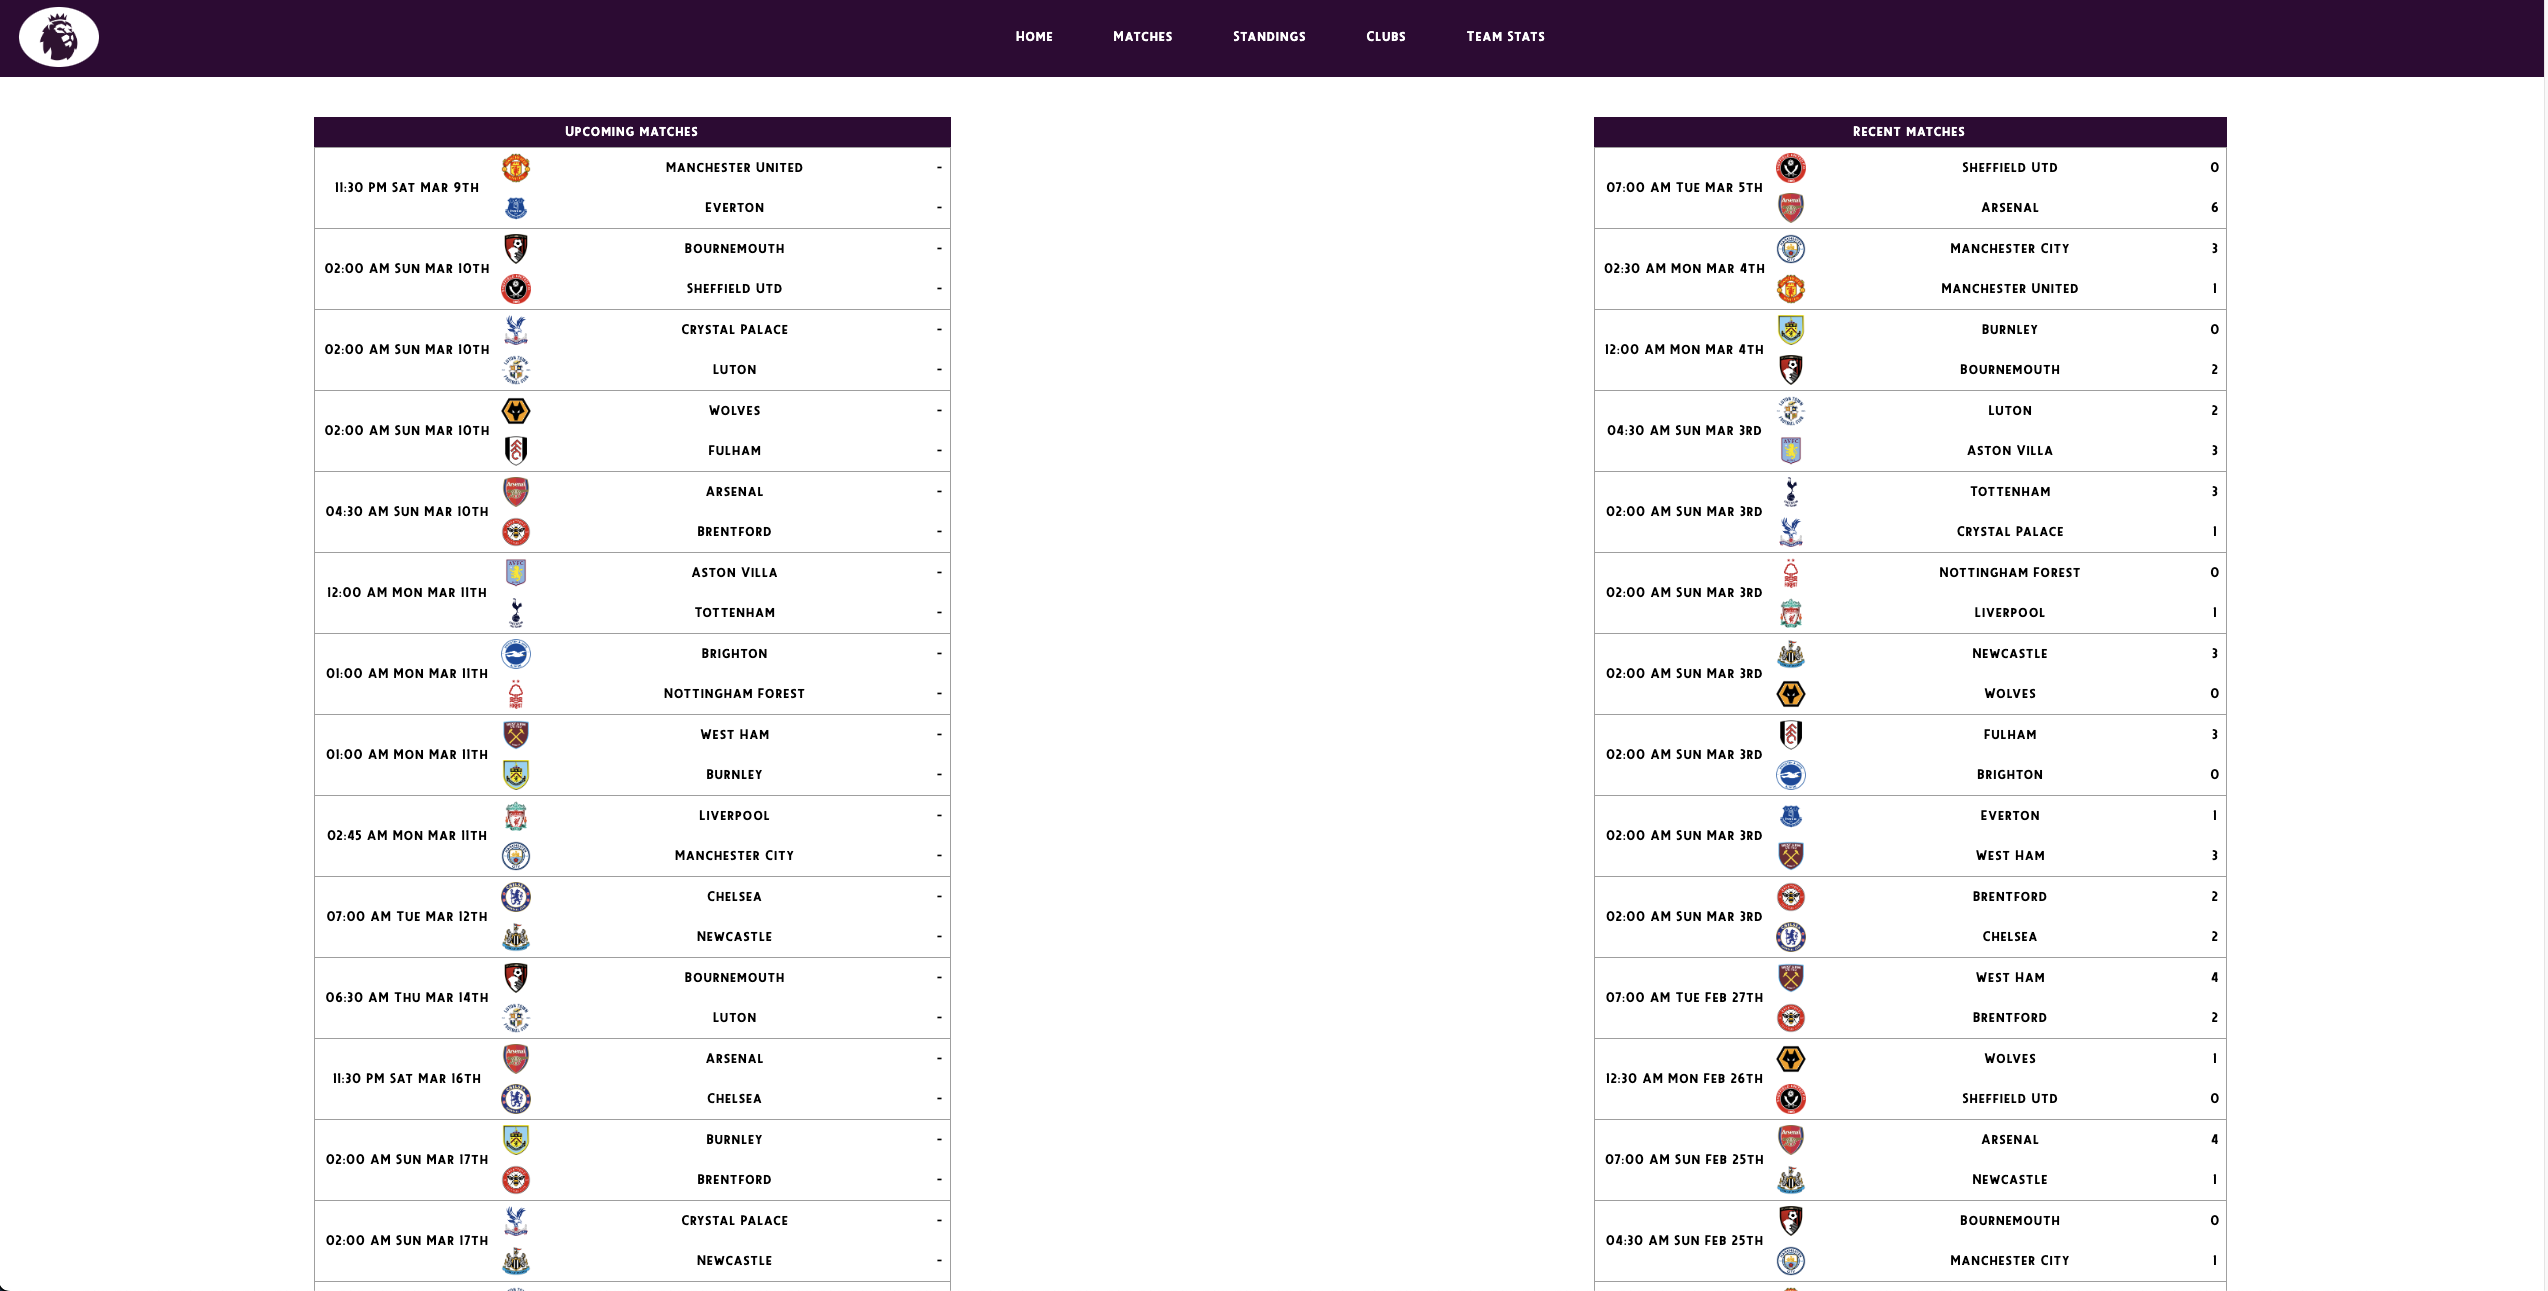 Home Matches Standings Clubs Team Stats
Upcoming matches
11:30 PM Sat Mar 9th
Manchester United -
Everton -
02:00 AM Sun Mar 10th
Bournemouth -
Sheffield Utd -
02:00 AM Sun Mar 10th
Crystal Palace -
Luton -
02:00 AM Sun Mar 10th
Wolves -
Fulham -
04:30 AM Sun Mar 10th
Arsenal -
Brentford -
12:00 AM Mon Mar 11th
Aston Villa -
Tottenham -
01:00 AM Mon Mar 11th
Brighton -
Nottingham Forest -
01:00 AM Mon Mar 11th
West Ham -
Burnley -
02:45 AM Mon Mar 11th
Liverpool -
Manchester City -
07:00 AM Tue Mar 12th
Chelsea -
Newcastle -
06:30 AM Thu Mar 14th
Bournemouth -
Luton -
11:30 PM Sat Mar 16th
Arsenal -
Chelsea -
02:00 AM Sun Mar 17th
Burnley -
Brentford -
02:00 AM Sun Mar 17th
Crystal Palace -
Newcastle -
Recent matches
07:00 AM Tue Mar 5th
Sheffield Utd 0
Arsenal 6
02:30 AM Mon Mar 4th
Manchester City 3
Manchester United 1
12:00 AM Mon Mar 4th
Burnley 0
Bournemouth 2
04:30 AM Sun Mar 3rd
Luton 2
Aston Villa 3
02:00 AM Sun Mar 3rd
Tottenham 3
Crystal Palace 1
02:00 AM Sun Mar 3rd
Nottingham Forest 0
Liverpool 1
02:00 AM Sun Mar 3rd
Newcastle 3
Wolves 0
02:00 AM Sun Mar 3rd
Fulham 3
Brighton 0
02:00 AM Sun Mar 3rd
Everton 1
West Ham 3
02:00 AM Sun Mar 3rd
Brentford 2
Chelsea 2
07:00 AM Tue Feb 27th
West Ham 4
Brentford 2
12:30 AM Mon Feb 26th
Wolves 1
Sheffield Utd 0
07:00 AM Sun Feb 25th
Arsenal 4
Newcastle 1
04:30 AM Sun Feb 25th
Bournemouth 0
Manchester City 1